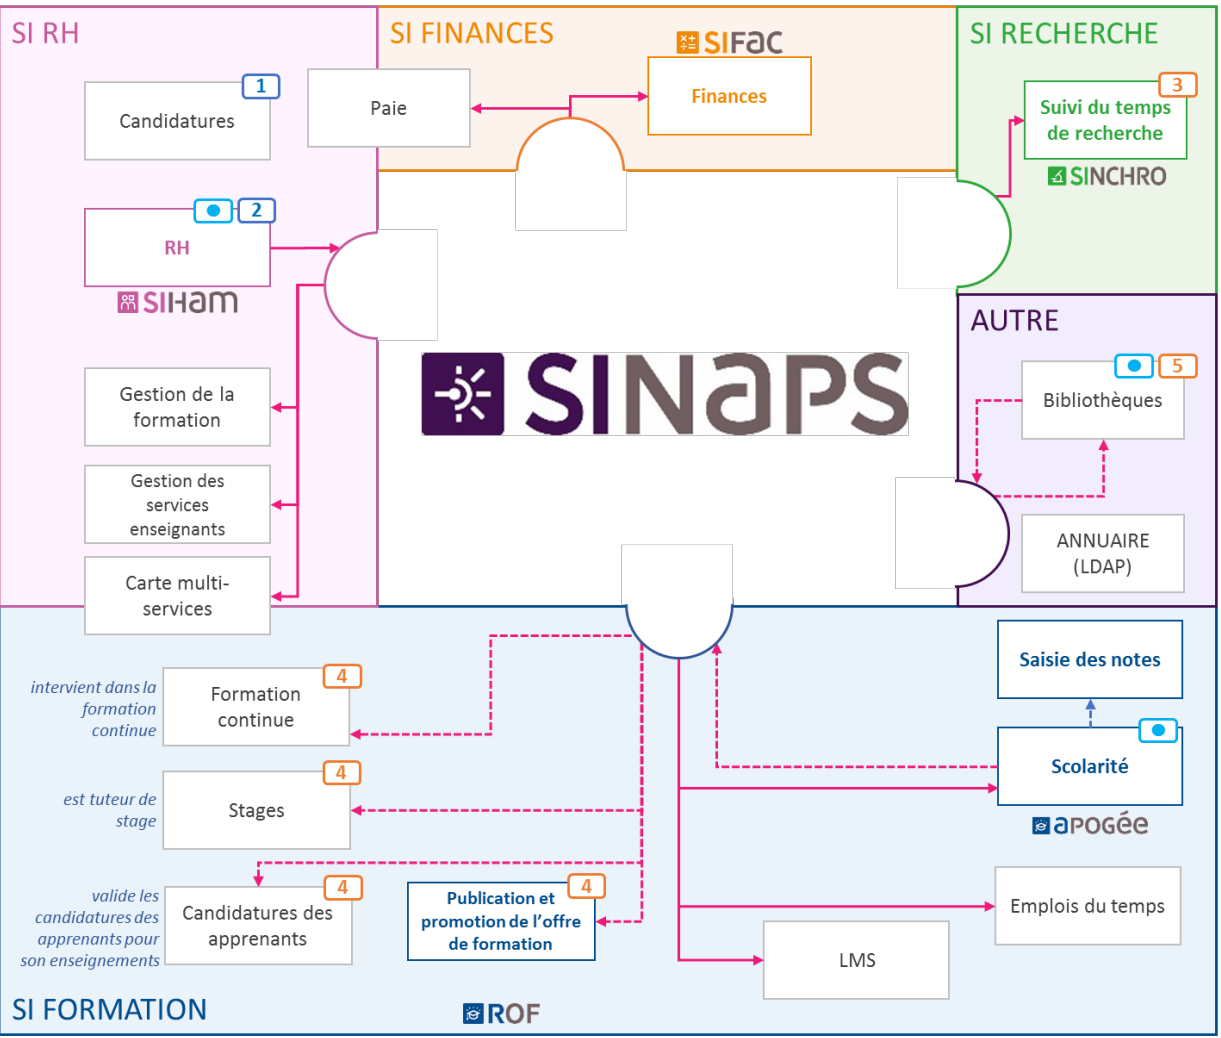 SI RH
Candidatures
1
RH
2
SIHAM
Gestion de la
formation
Gestion des
services
enseignants
Carte multi-
services
SI FINANCES
SIFAC
Paie
Finances
SI RECHERCHE
3
Suivi du temps
de recherche
SINCHRO
SINAPS
AUTRE
5
Bibliothèques
ANNUAIRE
(LDAP)
intervient dans la
formation
continue
4
Formation
continue
est tuteur de
stage
4
Stages
valide les
candidatures des
apprenants pour
son enseignements
4
Candidatures des
apprenants
4
Publication et
promotion de l’offre
de formation
ROF
LMS
Saisie des notes
Scolarité
APOGée
Emplois du temps
SI FORMATION